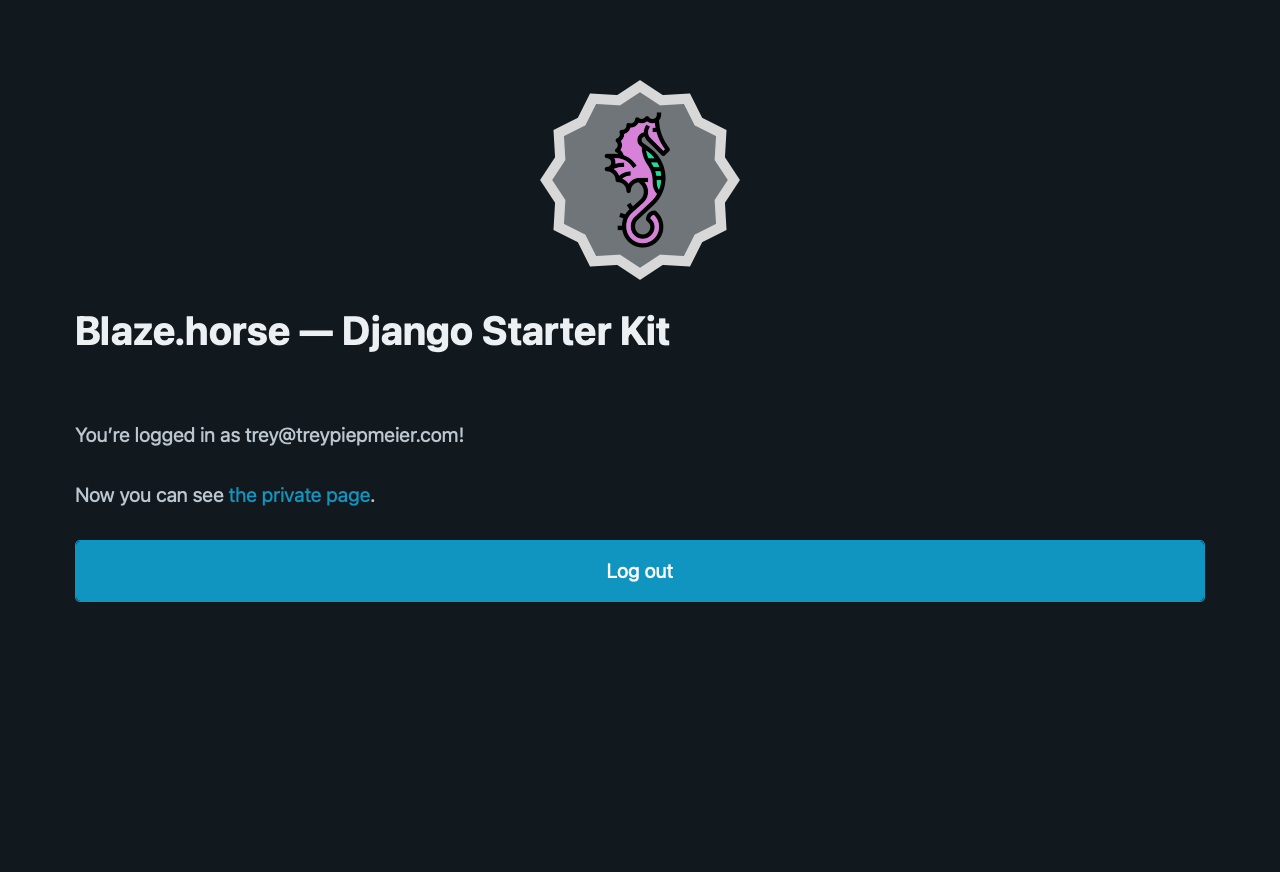 Blaze.horse — Django Starter Kit
You’re logged in as trey@treypiepmeier.com!
Now you can see the private page.
Log out